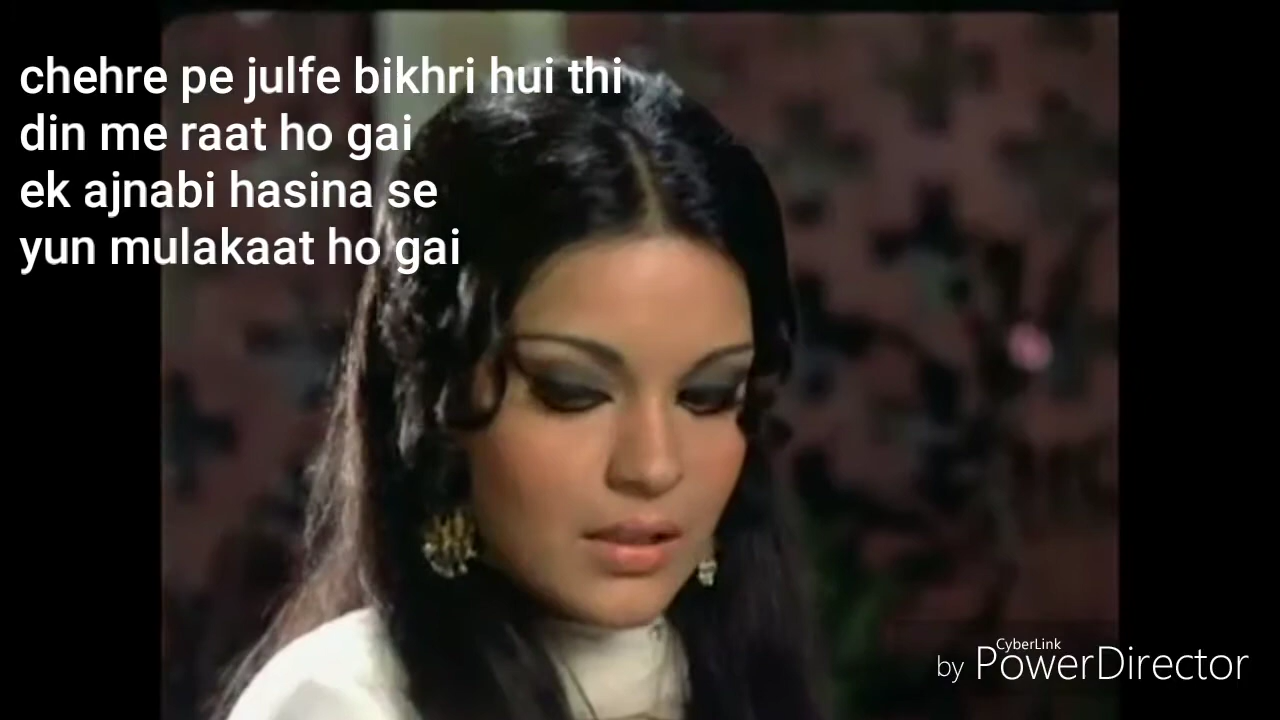 chehre pe julfe bikhri hui thi
din me raat ho gai
ek ajnabi hasina se
yun mulakaat ho gai
CyberLink
by PowerDirector